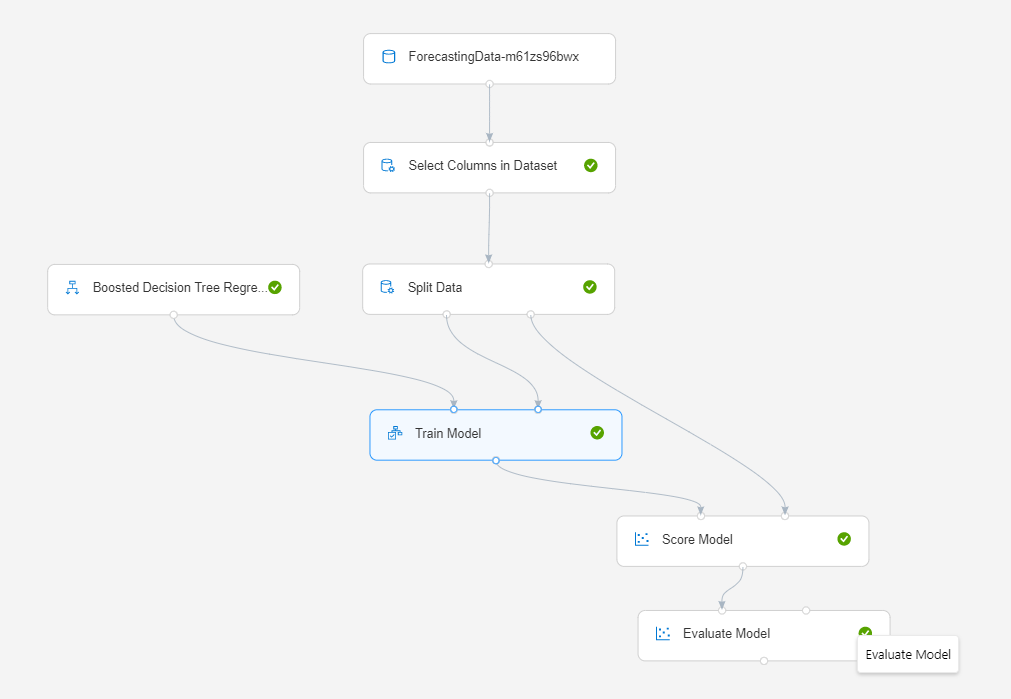 ForecastingData-m61zs96bwx
Select Columns in Dataset
Boosted Decision Tree Regre...
Split Data
Train Model
Score Model
Evaluate Model
Evaluate Model